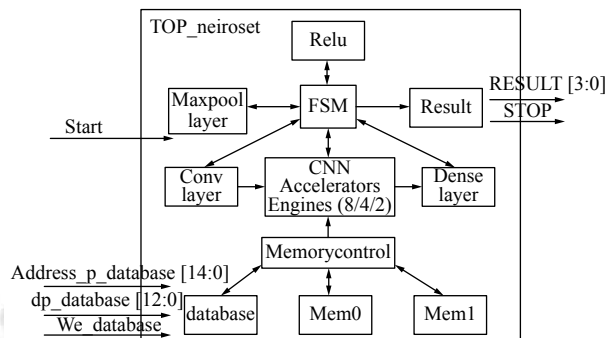 TOP_neiroset
Relu
RESULT [3:0]
Maxpool
layer
FSM
Result
STOP
Start
Conv
layer
CNN
Accelerators
Engines (8/4/2)
Dense
layer
Memorycontrol
Address_p_database [14:0]
dp_database [12:0]
We_database
database
Mem0
Mem1